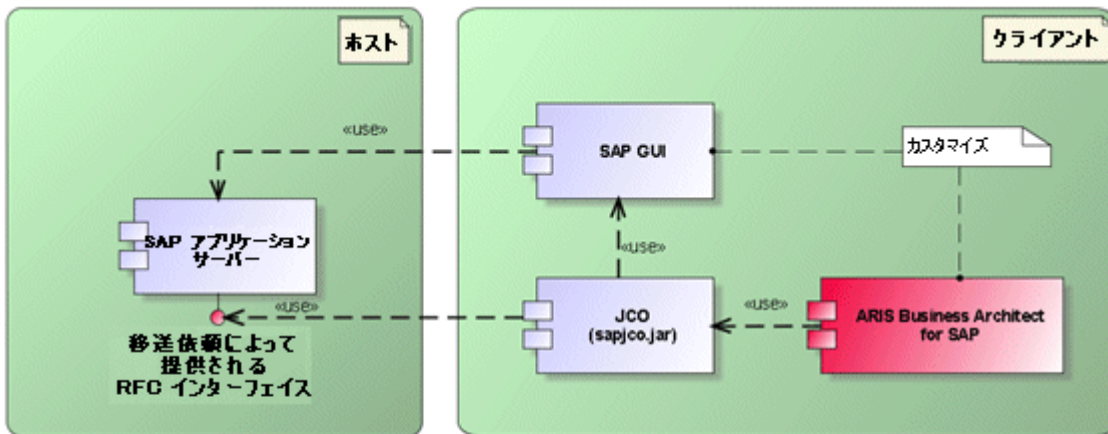 ホスト
クライアント
«use»
SAP GUI
カスタマイズ
SAP アプリケーション
サーバー
«use»
«use»
JCO
(sapjco.jar)
«use»
ARIS Business Architect
for SAP
移送依頼によって
提供される
RFC インターフェイス